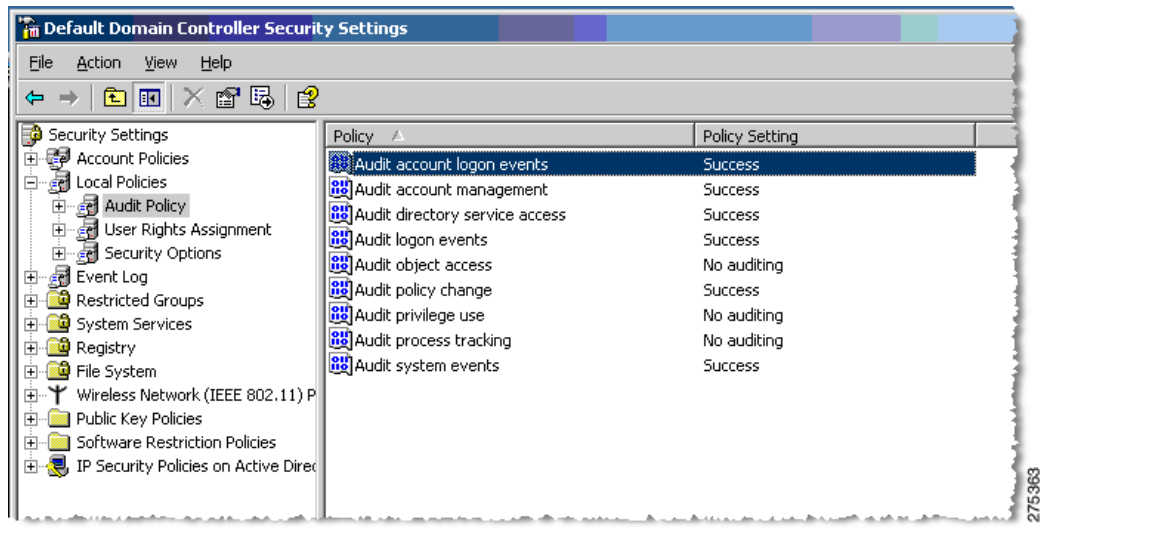 Default Domain Controller Security Settings
File Action View Help
Security Settings
Account Policies
Local Policies
Audit Policy
User Rights Assignment
Security Options
Event Log
Restricted Groups
System Services
Registry
File System
Wireless Network (IEEE 802.11) P
Public Key Policies
Software Restriction Policies
IP Security Policies on Active Direc
Policy Policy Setting
Audit account logon events Success
Audit account management Success
Audit directory service access Success
Audit logon events Success
Audit object access No auditing
Audit policy change Success
Audit privilege use No auditing
Audit process tracking No auditing
Audit system events Success
275363